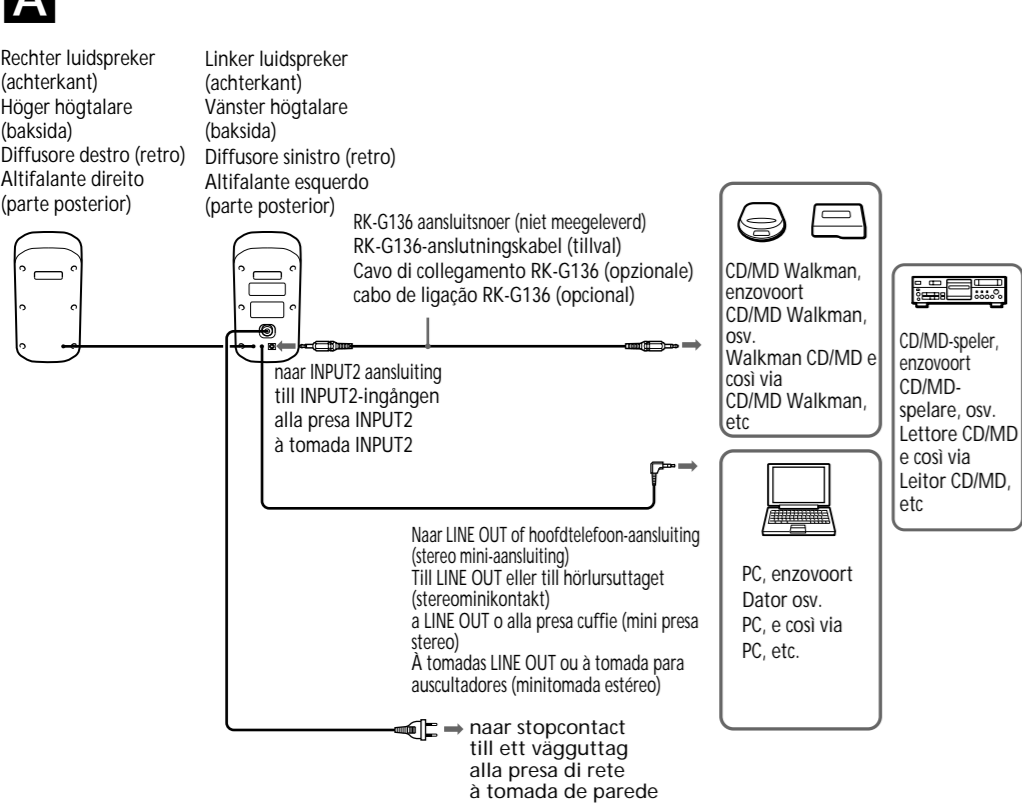 A
Rechter luidspreker
(achterkant)
Höger högtalare
(baksida)
Diffusore destro (retro)
Altifalante direito
(parte posterior)
Linker luidspreker
(achterkant)
Vänster högtalare
(baksida)
Diffusore sinistro (retro)
Altifalante esquerdo
(parte posterior)
RK-G136 aansluitsnoer (niet meegeleverd)
RK-G136-anslutningskabel (tillval)
Cavo di collegamento RK-G136 (opzionale)
cabo de ligação RK-G136 (opcional)
naar INPUT2 aansluiting
till INPUT2-ingången
alla presa INPUT2
à tomada INPUT2
CD/MD Walkman,
enzovoort
CD/MD Walkman,
osv.
Walkman CD/MD e
così via
CD/MD Walkman,
etc
CD/MD-speler,
enzovoort
CD/MD-
spelare, osv.
Lettore CD/MD
e così via
Leitor CD/MD,
etc
Naar LINE OUT of hoofdtelefoon-aansluiting
(stereo mini-aansluiting)
Till LINE OUT eller till hörlursuttaget
(stereominikontakt)
a LINE OUT o alla presa cuffie (mini presa
stereo)
À tomadas LINE OUT ou à tomada para
auscultadores (minitomada estéreo)
PC, enzovoort
Dator osv.
PC, e così via
PC, etc.
naar stopcontact
till ett vägguttag
alla presa di rete
à tomada de parede